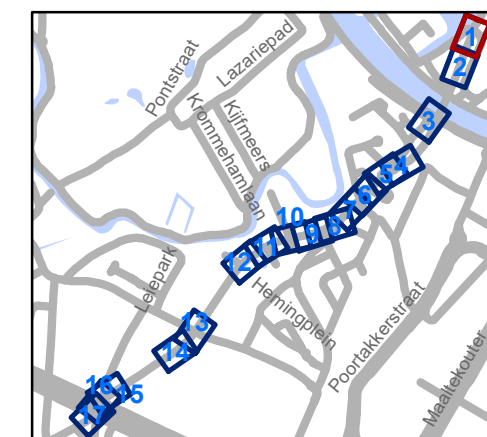 1
2
Lazariepad
Pontstraat
3
Kijfmeers
Krommehamlaan
4
5
6
7
8
9
10
11
12
Leiepark
Hemingplein
Poortakkerstraat
Maaltekouter
13
14
15
16
17